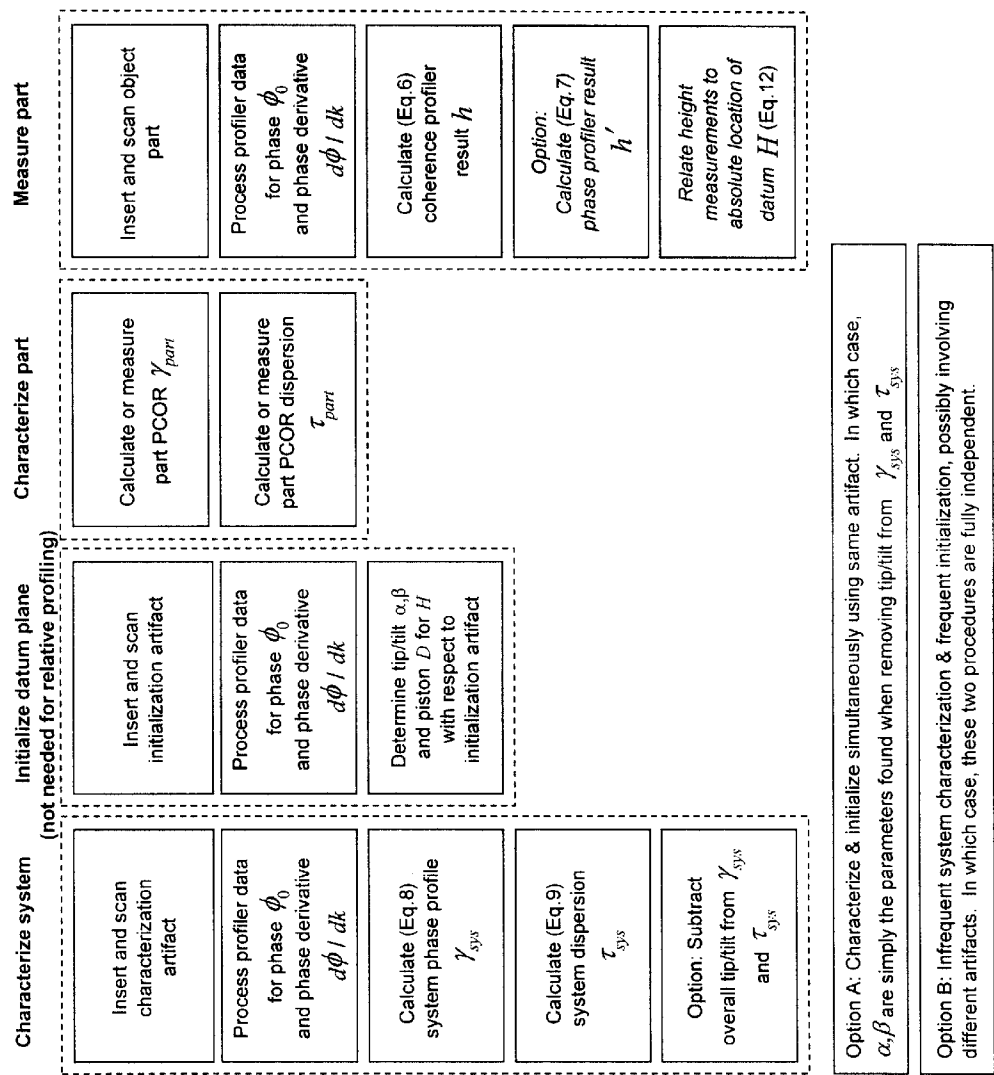 Characterize system
Insert and scan
characterization
artifact
Process profiler data
for phase ϕ0
and phase derivative
dϕ / dk
Calculate (Eq.8)
system phase profile
γsys
Calculate (Eq.9)
system dispersion
τsys
Option: Subtract
overall tip/tilt from γsys
and τsys
Initialize datum plane
(not needed for relative profiling)
Insert and scan
initialization artifact
Process profiler data
for phase ϕ0
and phase derivative
dϕ / dk
Determine tip/tilt α,β
and piston D for H
with respect to
initialization artifact
Characterize part
Calculate or measure
part PCOR γpart
Calculate or measure
part PCOR dispersion
τpart
Measure part
Insert and scan object
part
Process profiler data
for phase ϕ0
and phase derivative
dϕ / dk
Calculate (Eq.6)
coherence profiler
result h
Option:
Calculate (Eq.7)
phase profiler result
h′
Relate height
measurements to
absolute location of
datum H (Eq.12)
Option A: Characterize & initialize simultaneously using same artifact. In which case,
α,β are simply the parameters found when removing tip/tilt from γsys and τsys
Option B: Infrequent system characterization & frequent initialization, possibly involving
different artifacts. In which case, these two procedures are fully independent.